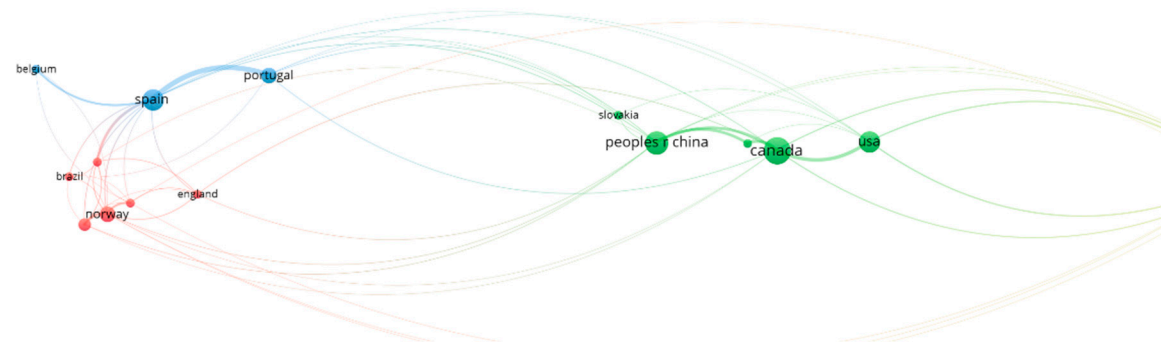 belgium
spain
portugal
brazil
norway
england
slovakia
peoples r china
canada
usa